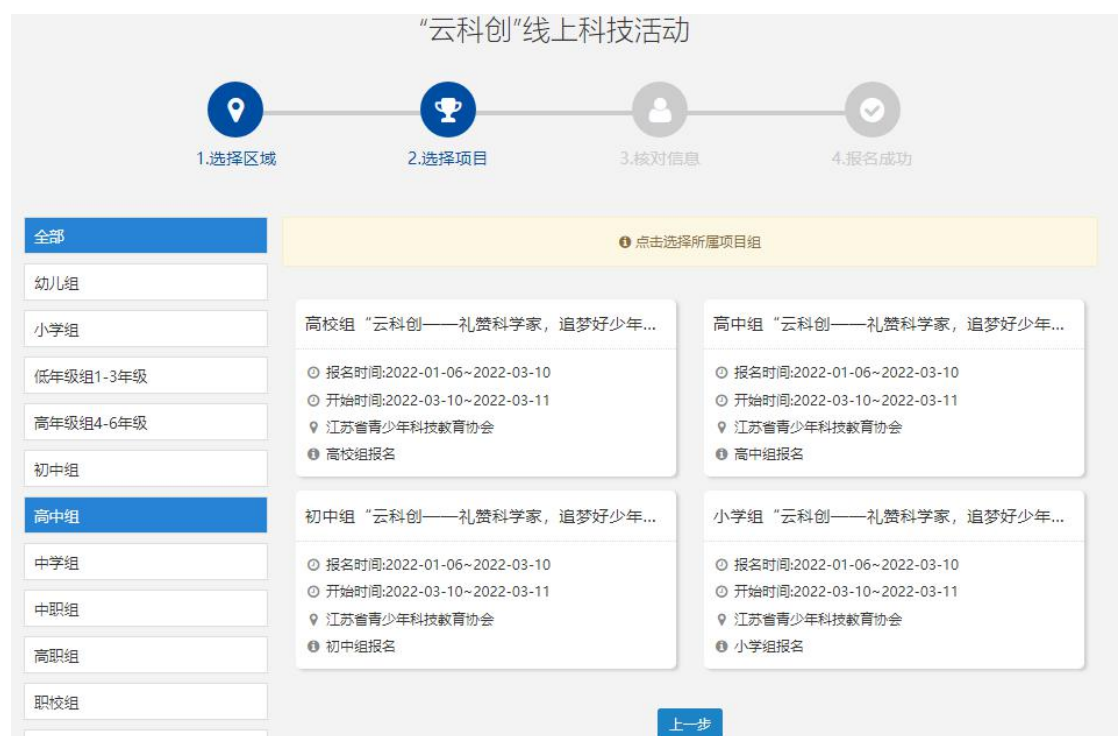 “云科创”线上科技活动
1.选择区域
2.选择项目
3.核对信息
4.报名成功
全部
幼儿组
小学组
低年级组1-3年级
高年级组4-6年级
初中组
高中组
中学组
中职组
高职组
职校组
点击选择所属项目组
高校组“云科创——礼赞科学家，追梦好少年...
报名时间:2022-01-06~2022-03-10
开始时间:2022-03-10~2022-03-11
江苏省青少年科技教育协会
高校组报名
高中组“云科创——礼赞科学家，追梦好少年...
报名时间:2022-01-06~2022-03-10
开始时间:2022-03-10~2022-03-11
江苏省青少年科技教育协会
高中组报名
初中组“云科创——礼赞科学家，追梦好少年...
报名时间:2022-01-06~2022-03-10
开始时间:2022-03-10~2022-03-11
江苏省青少年科技教育协会
初中组报名
小学组“云科创——礼赞科学家，追梦好少年...
报名时间:2022-01-06~2022-03-10
开始时间:2022-03-10~2022-03-11
江苏省青少年科技教育协会
小学组报名
上一步